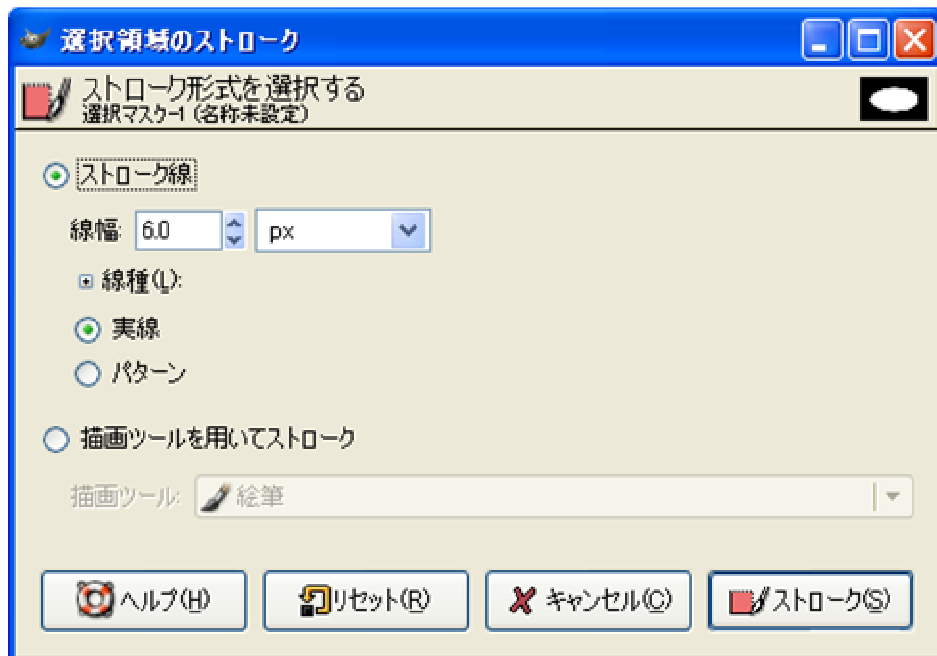 選択領域のストローク
ストローク形式を選択する
選択マスク-1 (名称未設定)
ストローク線
線幅: 6.0 px
線種(L):
実線
パターン
描画ツールを用いてストローク
描画ツール: 絵筆
ヘルプ(H) リセット(R) キャンセル(C) ストローク(S)